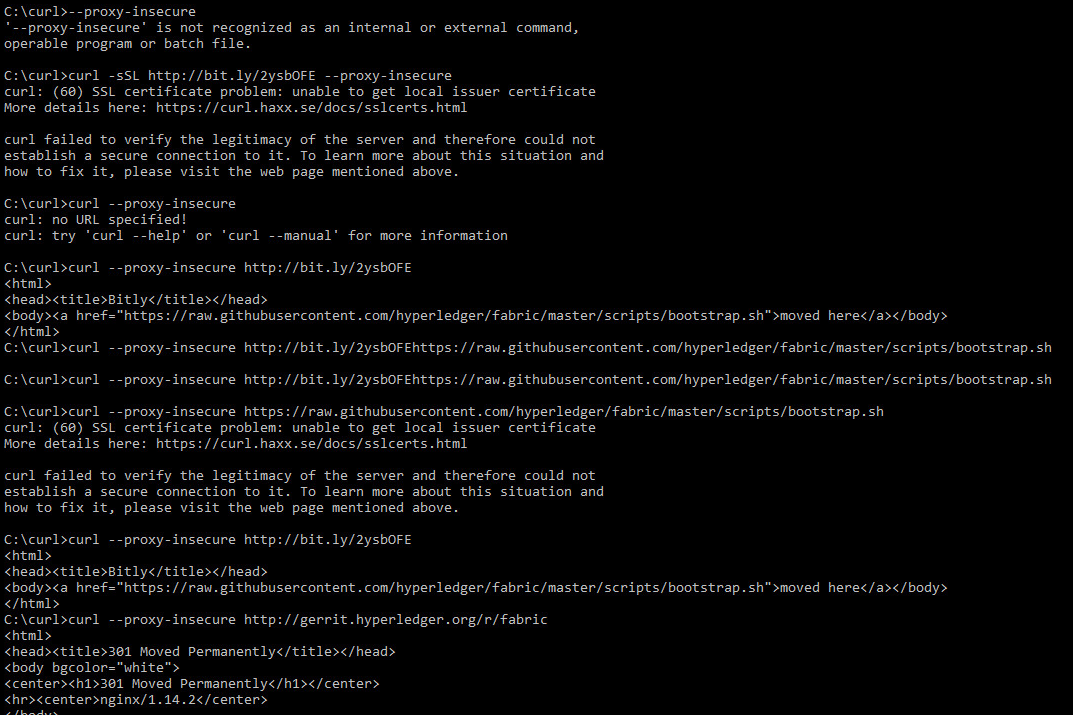 C:\curl>--proxy-insecure
'--proxy-insecure' is not recognized as an internal or external command,
operable program or batch file.
C:\curl>curl -sSL http://bit.ly/2ysbOFE --proxy-insecure
curl: (60) SSL certificate problem: unable to get local issuer certificate
More details here: https://curl.haxx.se/docs/sslcerts.html
curl failed to verify the legitimacy of the server and therefore could not
establish a secure connection to it. To learn more about this situation and
how to fix it, please visit the web page mentioned above.
C:\curl>curl --proxy-insecure
curl: no URL specified!
curl: try 'curl --help' or 'curl --manual' for more information
C:\curl>curl --proxy-insecure http://bit.ly/2ysbOFE
<html>
<head><title>Bitly</title></head>
<body><a href="https://raw.githubusercontent.com/hyperledger/fabric/master/scripts/bootstrap.sh">moved here</a></body>
</html>
C:\curl>curl --proxy-insecure http://bit.ly/2ysbOFEhttps://raw.githubusercontent.com/hyperledger/fabric/master/scripts/bootstrap.sh
C:\curl>curl --proxy-insecure http://bit.ly/2ysbOFEhttps://raw.githubusercontent.com/hyperledger/fabric/master/scripts/bootstrap.sh
C:\curl>curl --proxy-insecure https://raw.githubusercontent.com/hyperledger/fabric/master/scripts/bootstrap.sh
curl: (60) SSL certificate problem: unable to get local issuer certificate
More details here: https://curl.haxx.se/docs/sslcerts.html
curl failed to verify the legitimacy of the server and therefore could not
establish a secure connection to it. To learn more about this situation and
how to fix it, please visit the web page mentioned above.
C:\curl>curl --proxy-insecure http://bit.ly/2ysbOFE
<html>
<head><title>Bitly</title></head>
<body><a href="https://raw.githubusercontent.com/hyperledger/fabric/master/scripts/bootstrap.sh">moved here</a></body>
</html>
C:\curl>curl --proxy-insecure http://gerrit.hyperledger.org/r/fabric
<html>
<head><title>301 Moved Permanently</title></head>
<body bgcolor="white">
<center><h1>301 Moved Permanently</h1></center>
<hr><center>nginx/1.14.2</center>
</body>